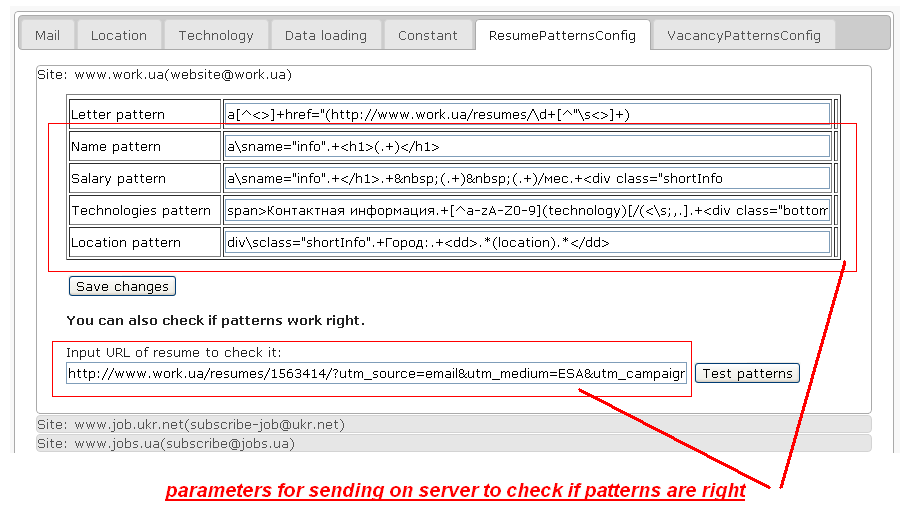 Mail Location Technology Data loading Constant ResumePatternsConfig VacancyPatternsConfig
Site: www.work.ua(website@work.ua)
Letter pattern a[^<>]+href="(http://www.work.ua/resumes/\d+[^"\s<>]+)
Name pattern a\sname="info".+<h1>(.+)</h1>
Salary pattern a\sname="info".+</h1>.+&nbsp;(.+)&nbsp;(.+)/мес.+<div class="shortInfo
Technologies pattern span>Контактная информация.+[^a-zA-Z0-9](technology)[/(<\s;,.].+<div class="bottom
Location pattern div\sclass="shortInfo".+Город:.+<dd>.*(location).*</dd>
Save changes
You can also check if patterns work right.
Input URL of resume to check it:
http://www.work.ua/resumes/1563414/?utm_source=email&utm_medium=ESA&utm_campaign Test patterns
Site: www.job.ukr.net(subscribe-job@ukr.net)
Site: www.jobs.ua(subscribe@jobs.ua)
parameters for sending on server to check if patterns are right